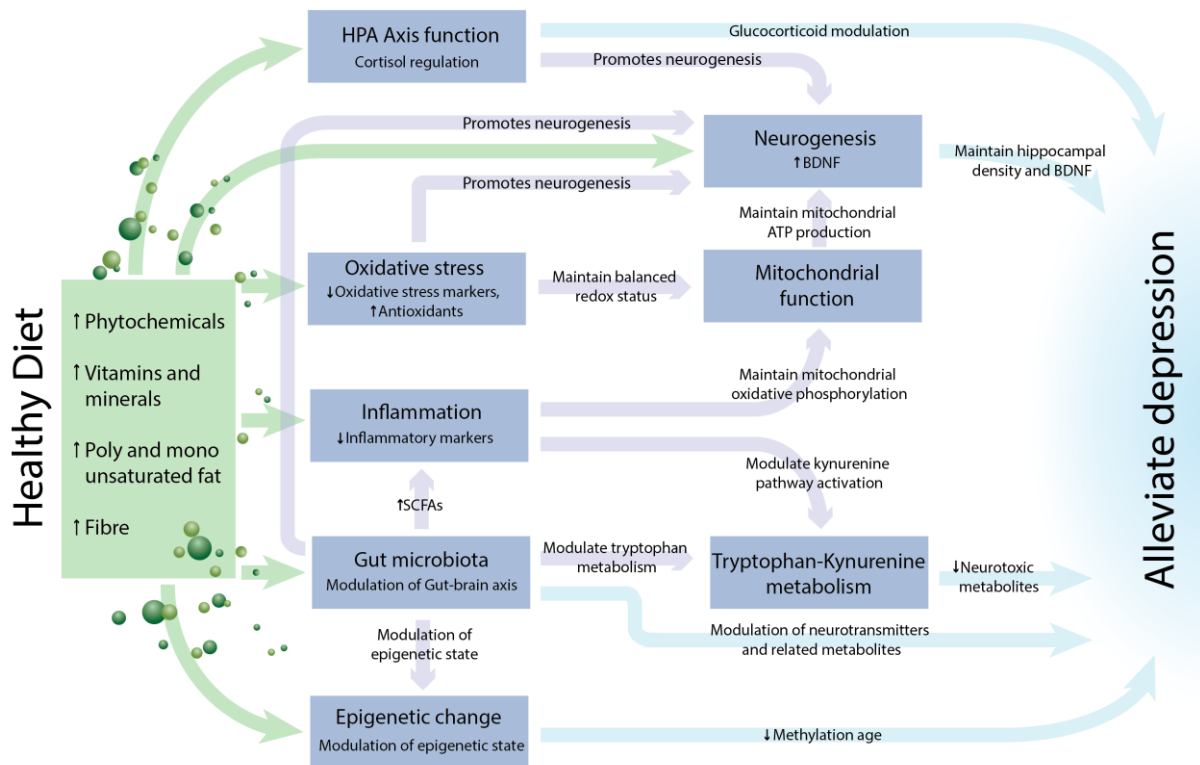 Healthy Diet
↑ Phytochemicals
↑ Vitamins and
minerals
↑ Poly and mono
unsaturated fat
↑ Fibre
HPA Axis function
Cortisol regulation
Glucocorticoid modulation
Promotes neurogenesis
Promotes neurogenesis
Promotes neurogenesis
Neurogenesis
↑BDNF
Maintain hippocampal
density and BDNF
Maintain mitochondrial
ATP production
Oxidative stress
↓Oxidative stress markers,
↑Antioxidants
Maintain balanced
redox status
Mitochondrial
function
Maintain mitochondrial
oxidative phosphorylation
Inflammation
↓Inflammatory markers
Modulate kynurenine
pathway activation
↑SCFAs
Gut microbiota
Modulation of Gut-brain axis
Modulate tryptophan
metabolism
Tryptophan-Kynurenine
metabolism
↓Neurotoxic
metabolites
Modulation of neurotransmitters
and related metabolites
Modulation of
epigenetic state
Epigenetic change
Modulation of epigenetic state
↓Methylation age
Alleviate depression